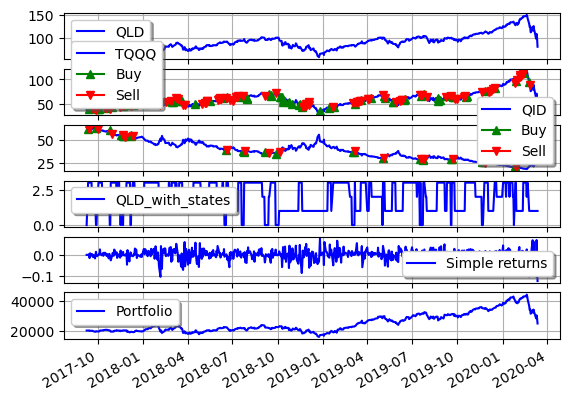 150
100
QLD
100
50
TQQQ
Buy
Sell
50
25
QID
Buy
Sell
2.5
0.0
QLD_with_states
0.0
−0.1
Simple returns
40000
20000
Portfolio
2017-10
2018-01
2018-04
2018-07
2018-10
2019-01
2019-04
2019-07
2019-10
2020-01
2020-04